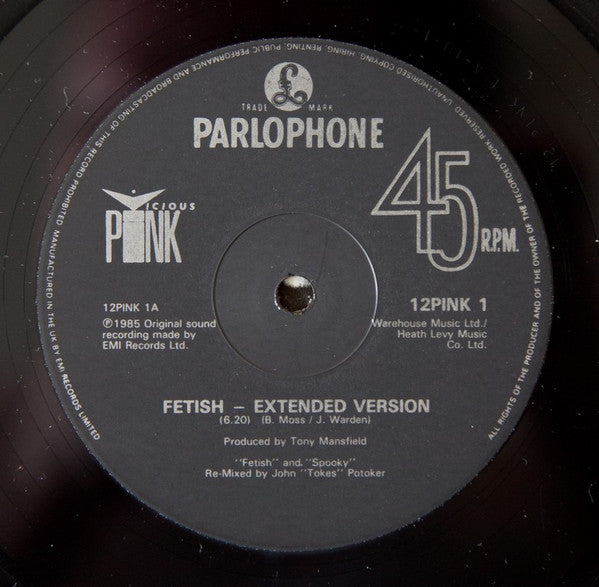 UNAUTHORISED COPYING, HIRING, RENTING, PUBLIC PERFORMANCE AND BROADCASTING OF THIS RECORD PROHIBITED. MANUFACTURED IN THE UK BY EMI RECORDS LIMITED
ALL RIGHTS OF THE PRODUCER AND OF THE OWNER OF THE RECORDED WORK RESERVED
£
TRADE MARK
PARLOPHONE
45 R.P.M.
VICIOUS
PINK
12PINK 1A
12PINK 1
℗1985 Original sound
recording made by
EMI Records Ltd.
Warehouse Music Ltd./
Heath Levy Music
Co. Ltd.
FETISH – EXTENDED VERSION
(6.20) (B. Moss / J. Warden)
Produced by Tony Mansfield
"Fetish" and "Spooky"
Re-Mixed by John "Tokes" Potoker